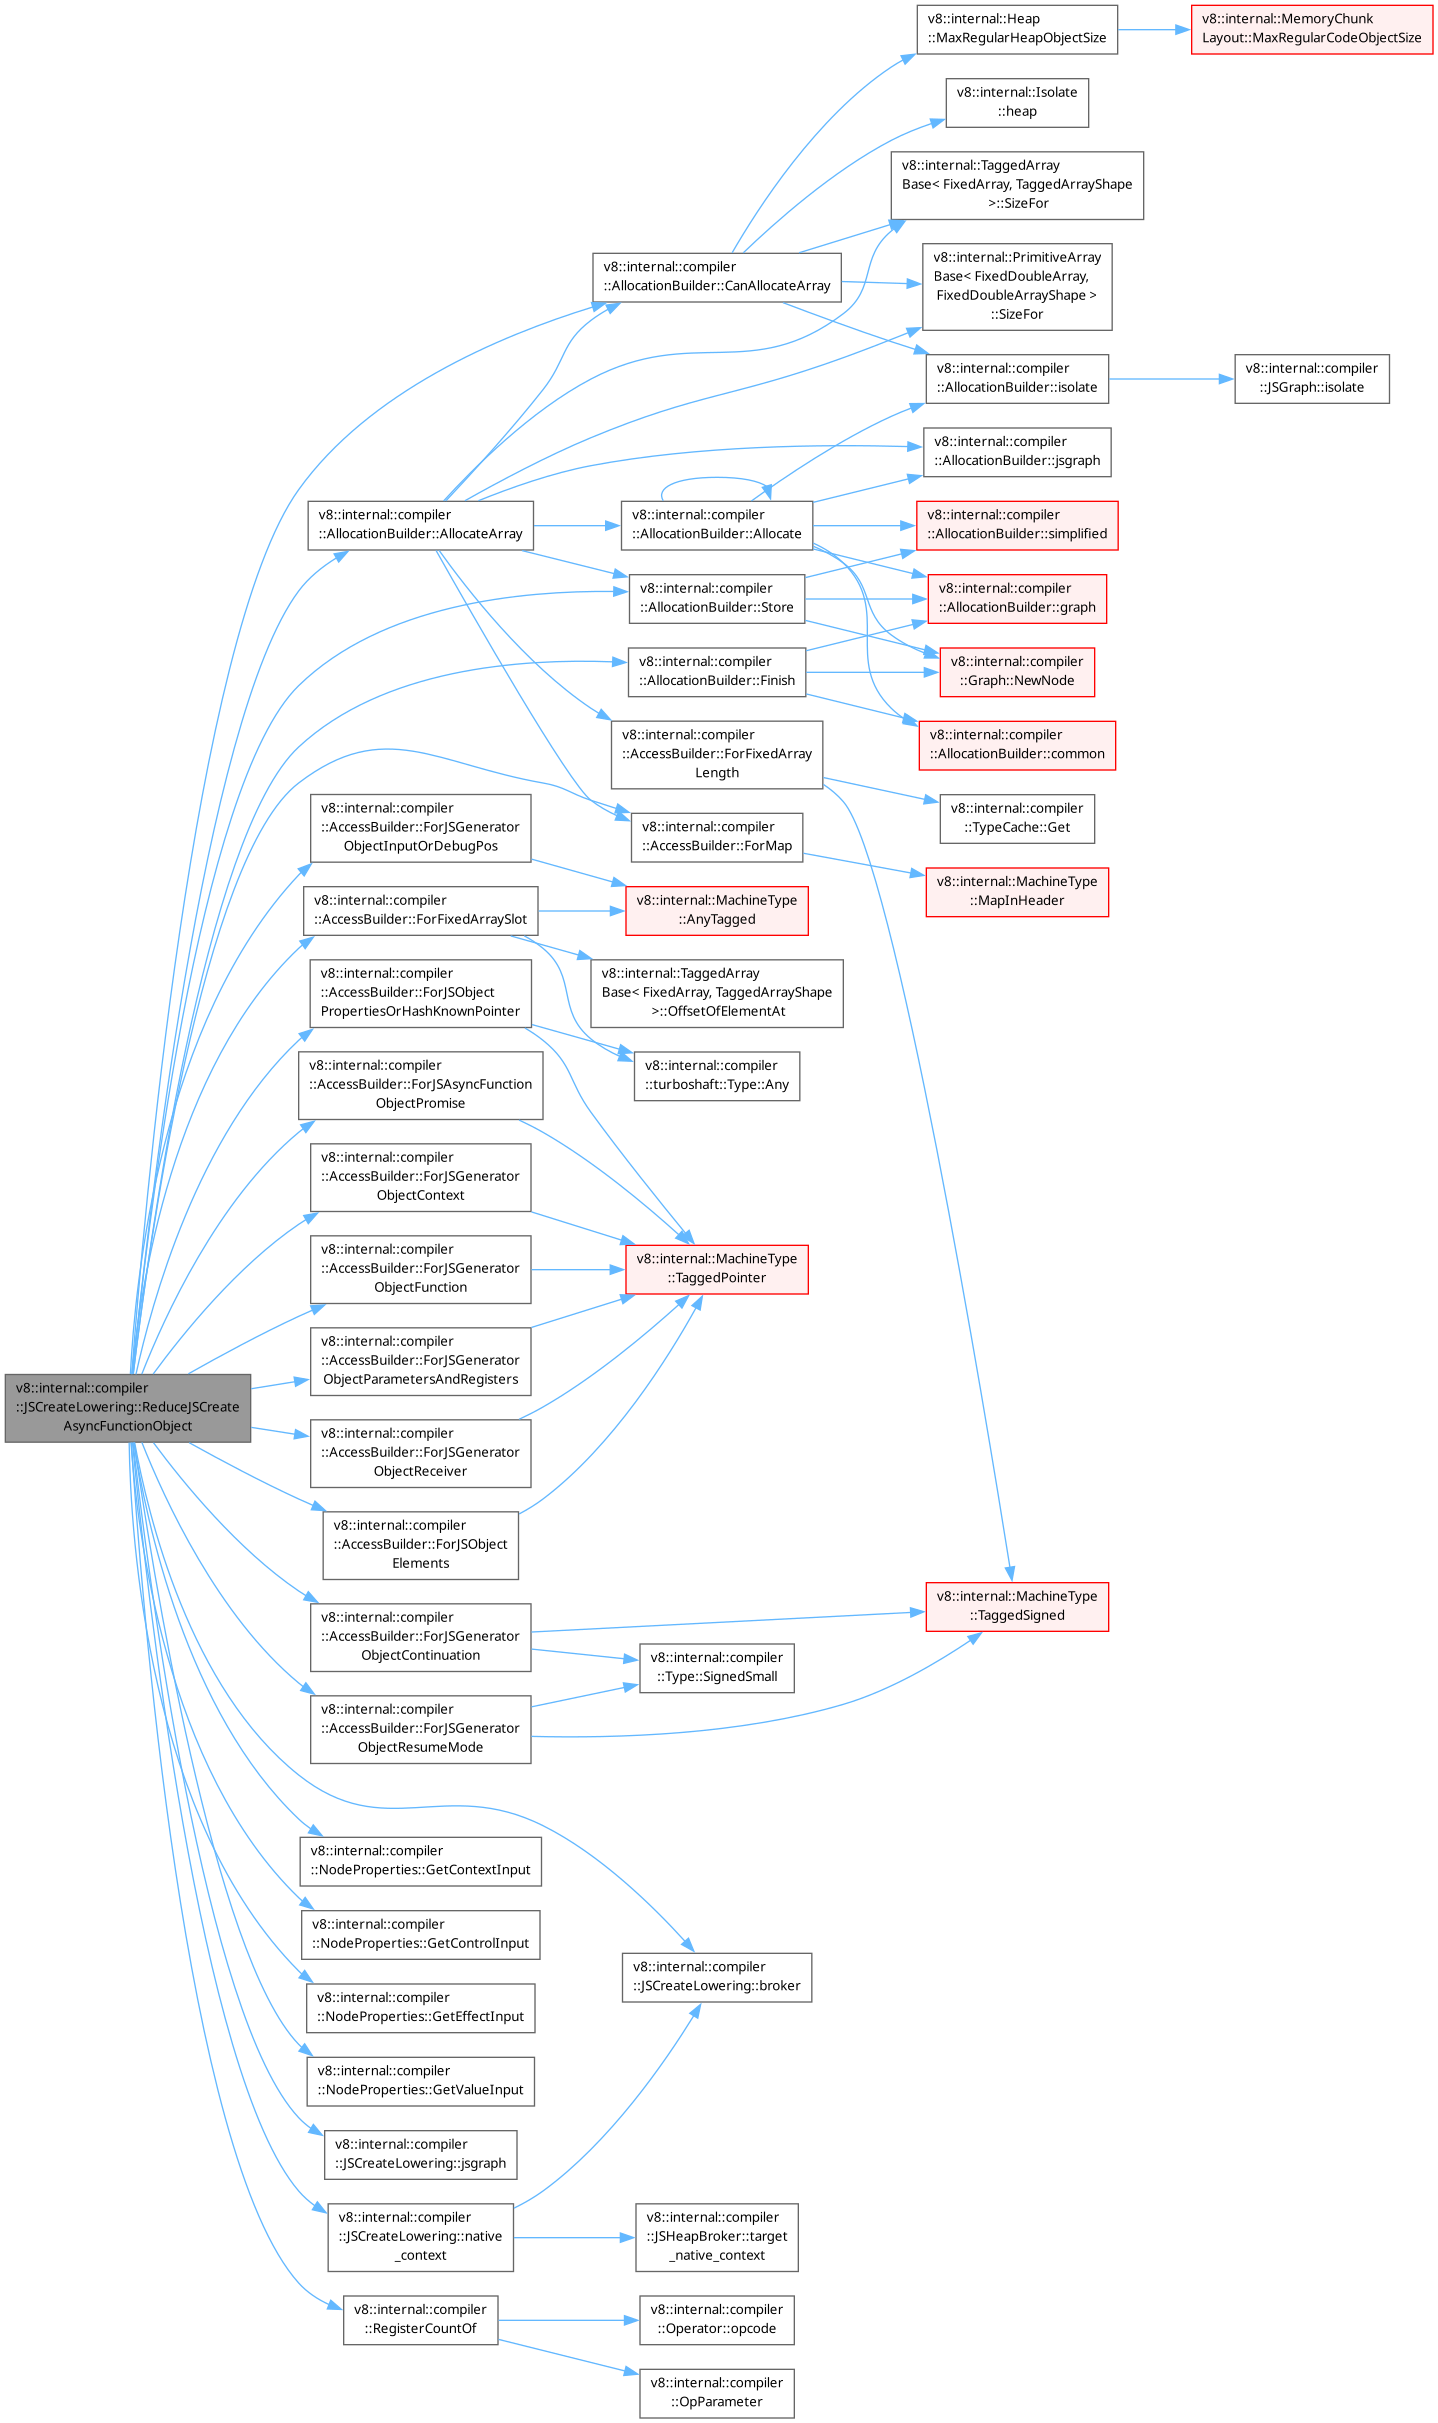 v8::internal::Heap
::MaxRegularHeapObjectSize
v8::internal::MemoryChunk
Layout::MaxRegularCodeObjectSize
v8::internal::Isolate
::heap
v8::internal::TaggedArray
Base< FixedArray, TaggedArrayShape
>::SizeFor
v8::internal::compiler
::AllocationBuilder::CanAllocateArray
v8::internal::PrimitiveArray
Base< FixedDoubleArray,
FixedDoubleArrayShape >
::SizeFor
v8::internal::compiler
::AllocationBuilder::isolate
v8::internal::compiler
::JSGraph::isolate
v8::internal::compiler
::AllocationBuilder::jsgraph
v8::internal::compiler
::AllocationBuilder::AllocateArray
v8::internal::compiler
::AllocationBuilder::Allocate
v8::internal::compiler
::AllocationBuilder::simplified
v8::internal::compiler
::AllocationBuilder::Store
v8::internal::compiler
::AllocationBuilder::graph
v8::internal::compiler
::AllocationBuilder::Finish
v8::internal::compiler
::Graph::NewNode
v8::internal::compiler
::AccessBuilder::ForFixedArray
Length
v8::internal::compiler
::AllocationBuilder::common
v8::internal::compiler
::AccessBuilder::ForJSGenerator
ObjectInputOrDebugPos
v8::internal::compiler
::AccessBuilder::ForMap
v8::internal::compiler
::TypeCache::Get
v8::internal::compiler
::AccessBuilder::ForFixedArraySlot
v8::internal::MachineType
::AnyTagged
v8::internal::MachineType
::MapInHeader
v8::internal::compiler
::AccessBuilder::ForJSObject
PropertiesOrHashKnownPointer
v8::internal::TaggedArray
Base< FixedArray, TaggedArrayShape
>::OffsetOfElementAt
v8::internal::compiler
::AccessBuilder::ForJSAsyncFunction
ObjectPromise
v8::internal::compiler
::turboshaft::Type::Any
v8::internal::compiler
::AccessBuilder::ForJSGenerator
ObjectContext
v8::internal::compiler
::AccessBuilder::ForJSGenerator
ObjectFunction
v8::internal::MachineType
::TaggedPointer
v8::internal::compiler
::AccessBuilder::ForJSGenerator
ObjectParametersAndRegisters
v8::internal::compiler
::JSCreateLowering::ReduceJSCreate
AsyncFunctionObject
v8::internal::compiler
::AccessBuilder::ForJSGenerator
ObjectReceiver
v8::internal::compiler
::AccessBuilder::ForJSObject
Elements
v8::internal::compiler
::AccessBuilder::ForJSGenerator
ObjectContinuation
v8::internal::MachineType
::TaggedSigned
v8::internal::compiler
::Type::SignedSmall
v8::internal::compiler
::AccessBuilder::ForJSGenerator
ObjectResumeMode
v8::internal::compiler
::NodeProperties::GetContextInput
v8::internal::compiler
::NodeProperties::GetControlInput
v8::internal::compiler
::JSCreateLowering::broker
v8::internal::compiler
::NodeProperties::GetEffectInput
v8::internal::compiler
::NodeProperties::GetValueInput
v8::internal::compiler
::JSCreateLowering::jsgraph
v8::internal::compiler
::JSCreateLowering::native
_context
v8::internal::compiler
::JSHeapBroker::target
_native_context
v8::internal::compiler
::RegisterCountOf
v8::internal::compiler
::Operator::opcode
v8::internal::compiler
::OpParameter